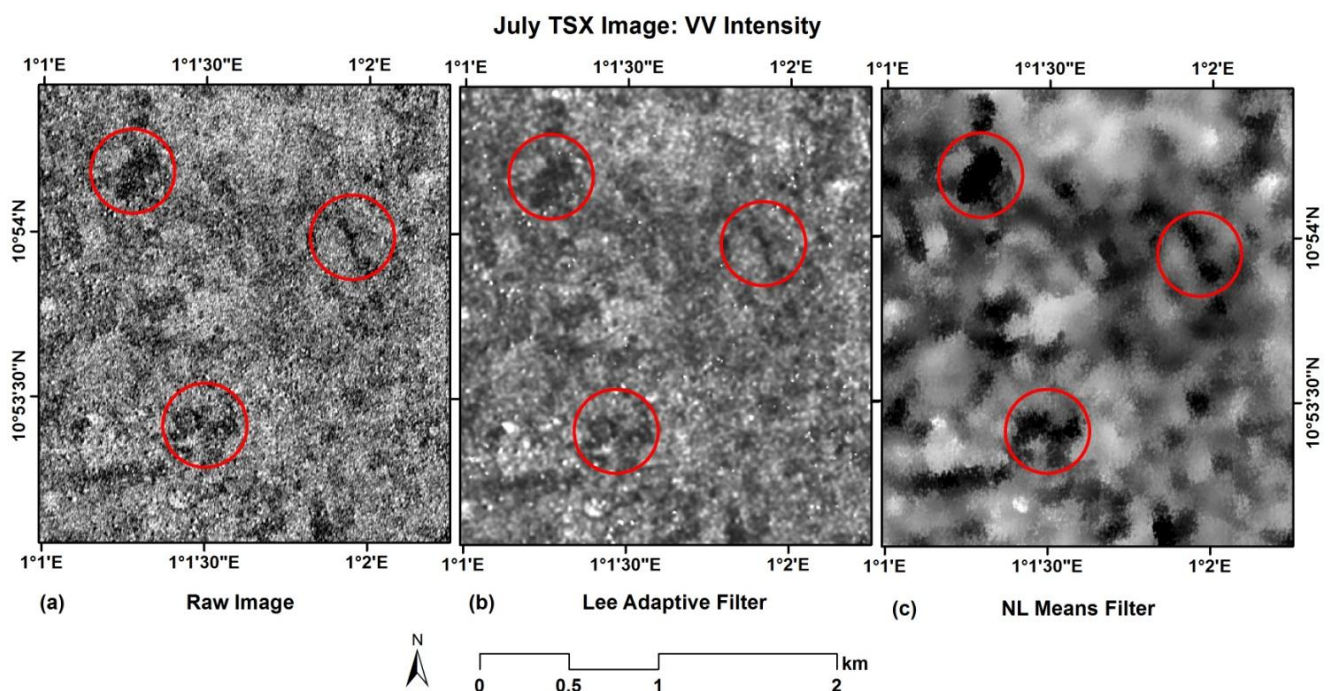 July TSX Image: VV Intensity
1°1'E 1°1'30"E 1°2'E
1°1'E 1°1'30"E 1°2'E
1°1'E 1°1'30"E 1°2'E
10°54'N
10°53'30"N
10°54'N
10°53'30"N
1°1'E 1°1'30"E 1°2'E
1°1'E 1°1'30"E 1°2'E
1°1'E 1°1'30"E 1°2'E
(a) Raw Image
(b) Lee Adaptive Filter
(c) NL Means Filter
N
km
0 0.5 1 2